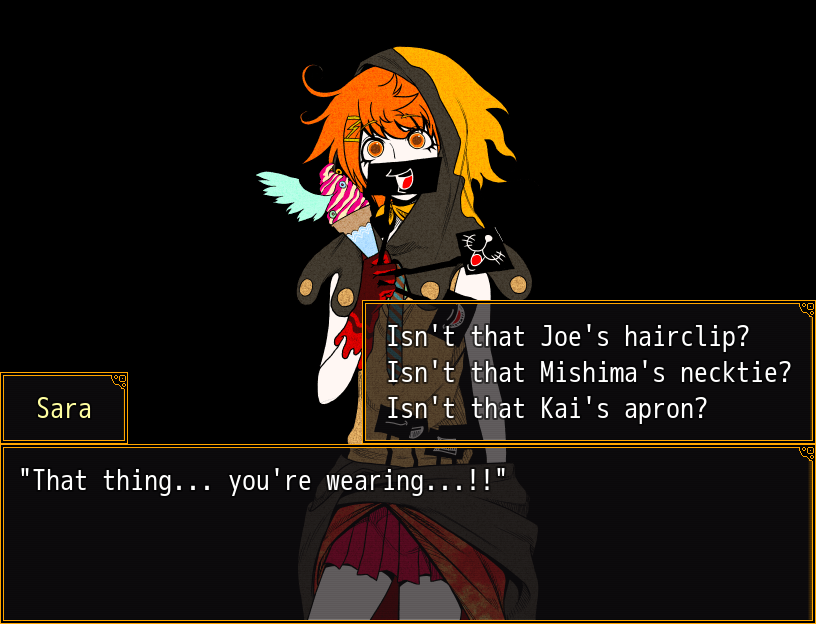 Isn't that Joe's hairclip?
Isn't that Mishima's necktie?
Isn't that Kai's apron?
Sara
"That thing... you're wearing...!!"